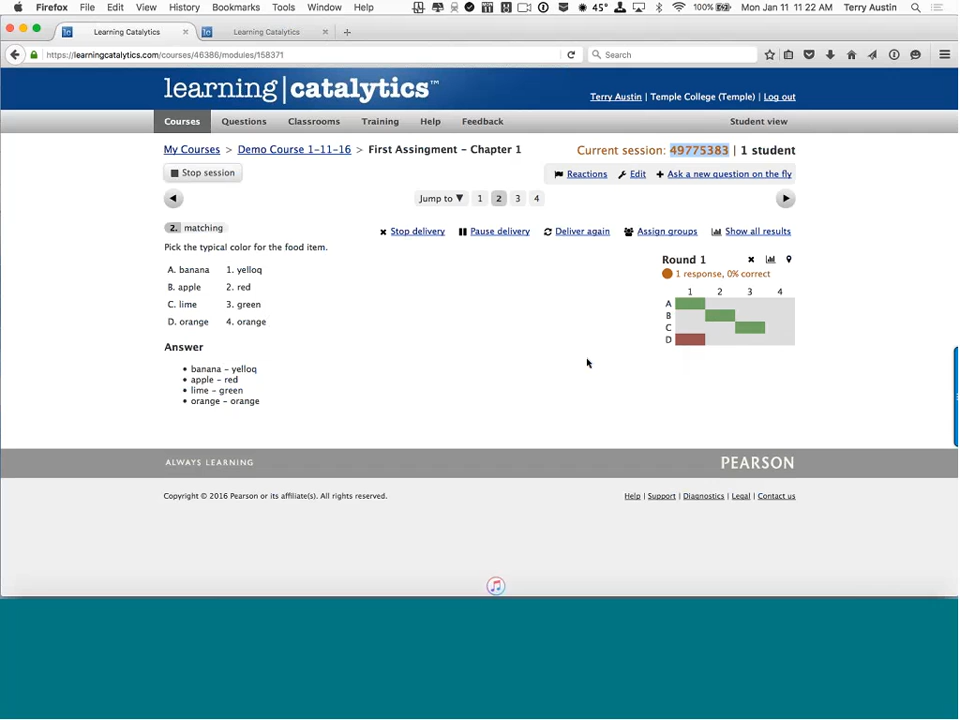 Firefox File Edit View History Bookmarks Tools Window Help 45° 100% Mon Jan 11 11:22 AM Terry Austin
Learning Catalytics × Learning Catalytics × +
https://learningcatalytics.com/courses/46386/modules/158371 Search
learning|catalytics™
Terry Austin | Temple College (Temple) | Log out
Courses Questions Classrooms Training Help Feedback Student view
My Courses > Demo Course 1-11-16 > First Assingment - Chapter 1 Current session: 49775383 | 1 student
Stop session Reactions Edit + Ask a new question on the fly
Jump to ▼ 1 2 3 4
2. matching × Stop delivery Pause delivery Deliver again Assign groups Show all results
Pick the typical color for the food item.
A. banana 1. yelloq
B. apple 2. red
C. lime 3. green
D. orange 4. orange
Answer
• banana - yelloq
• apple - red
• lime - green
• orange - orange
Round 1 ×
1 response, 0% correct
1 2 3 4
A
B
C
D
ALWAYS LEARNING PEARSON
Copyright © 2016 Pearson or its affiliate(s). All rights reserved. Help | Support | Diagnostics | Legal | Contact us